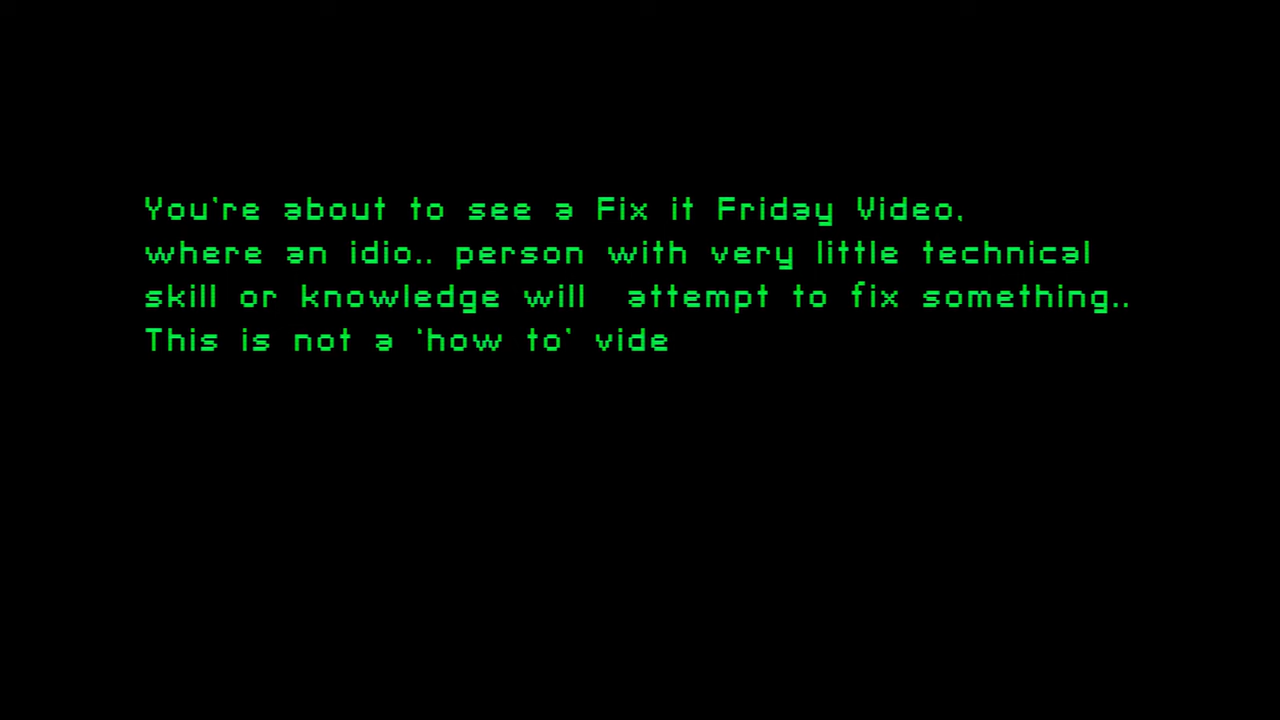 You're about to see a Fix it Friday Video,
where an idio.. person with very little technical
skill or knowledge will  attempt to fix something..
This is not a 'how to' vide